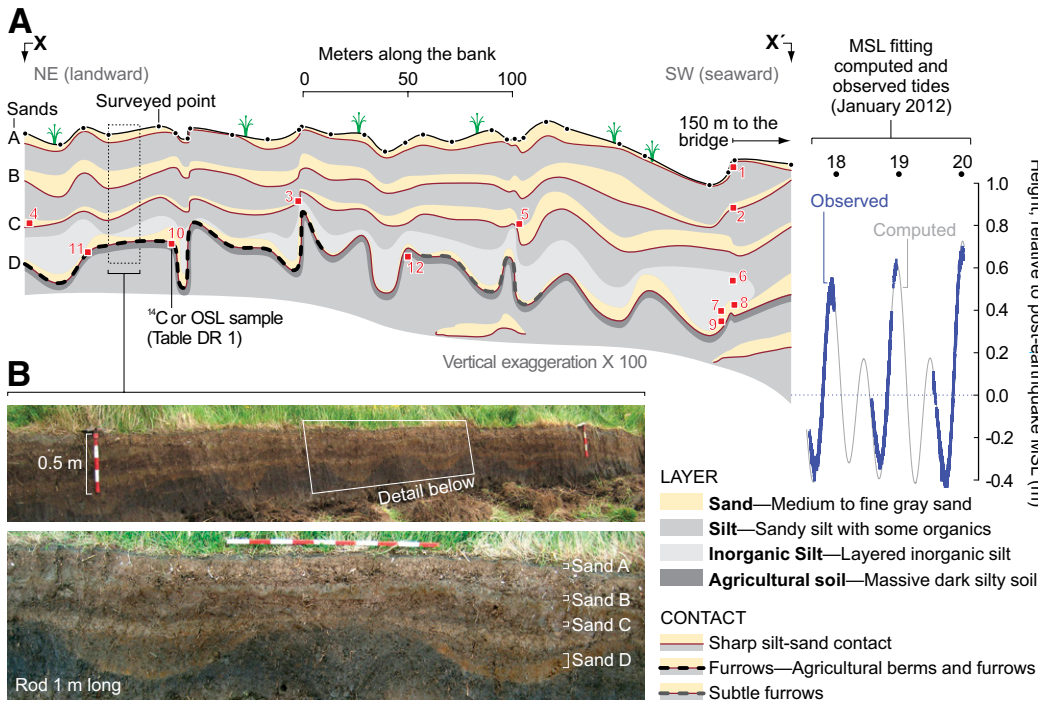 A
X
X´
Meters along the bank
0
50
100
NE (landward)
SW (seaward)
Sands
Surveyed point
A
B
C
D
150 m to the
bridge
1
2
3
4
5
6
7
8
9
10
11
12
¹⁴C or OSL sample
(Table DR 1)
Vertical exaggeration X 100
MSL fitting
computed and
observed tides
(January 2012)
18
19
20
Observed
Computed
1.0
0.8
0.6
0.4
0.2
0.0
-0.2
-0.4
Height, relative to post-earthquake MSL (m)
B
0.5 m
Detail below
Sand A
Sand B
Sand C
Sand D
Rod 1 m long
LAYER
Sand—Medium to fine gray sand
Silt—Sandy silt with some organics
Inorganic Silt—Layered inorganic silt
Agricultural soil—Massive dark silty soil
CONTACT
Sharp silt-sand contact
Furrows—Agricultural berms and furrows
Subtle furrows